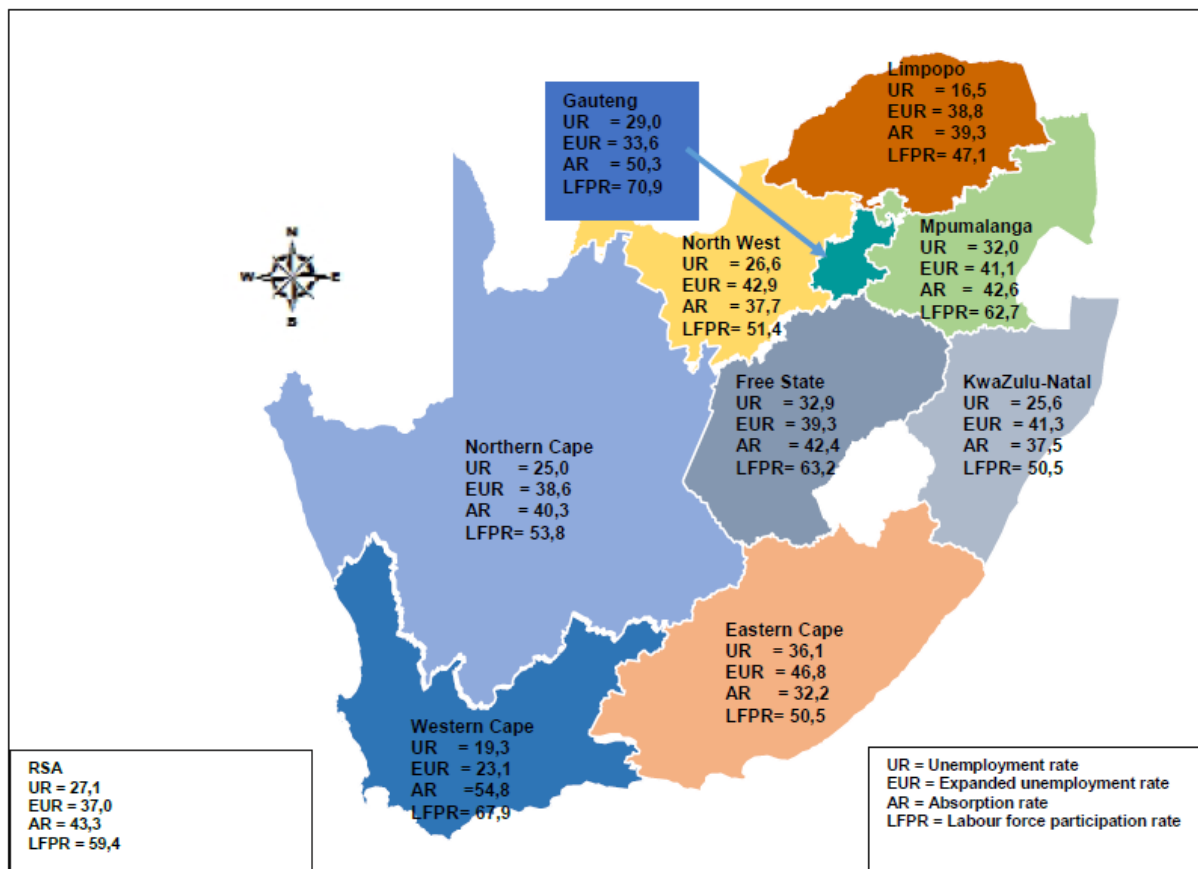 Limpopo
UR = 16,5
EUR = 38,8
AR = 39,3
LFPR= 47,1
Gauteng
UR = 29,0
EUR = 33,6
AR = 50,3
LFPR= 70,9
Mpumalanga
UR = 32,0
EUR = 41,1
AR = 42,6
LFPR= 62,7
North West
UR = 26,6
EUR = 42,9
AR = 37,7
LFPR= 51,4
N
W E
S
Free State
UR = 32,9
EUR = 39,3
AR = 42,4
LFPR= 63,2
KwaZulu-Natal
UR = 25,6
EUR = 41,3
AR = 37,5
LFPR= 50,5
Northern Cape
UR = 25,0
EUR = 38,6
AR = 40,3
LFPR= 53,8
Eastern Cape
UR = 36,1
EUR = 46,8
AR = 32,2
LFPR= 50,5
Western Cape
UR = 19,3
EUR = 23,1
AR =54,8
LFPR= 67,9
RSA
UR = 27,1
EUR = 37,0
AR = 43,3
LFPR = 59,4
UR = Unemployment rate
EUR = Expanded unemployment rate
AR = Absorption rate
LFPR = Labour force participation rate